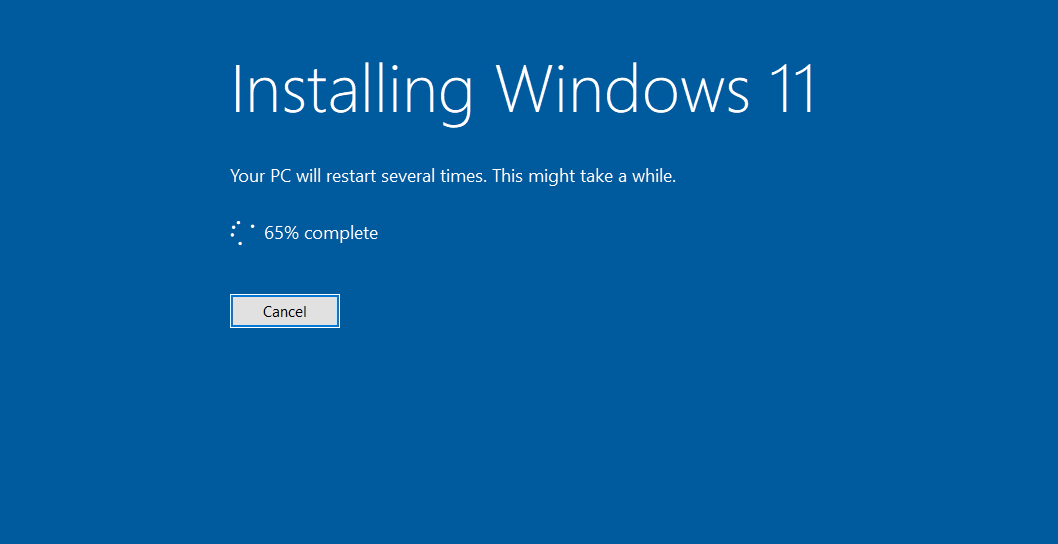 Installing Windows 11
Your PC will restart several times. This might take a while.
65% complete
Cancel